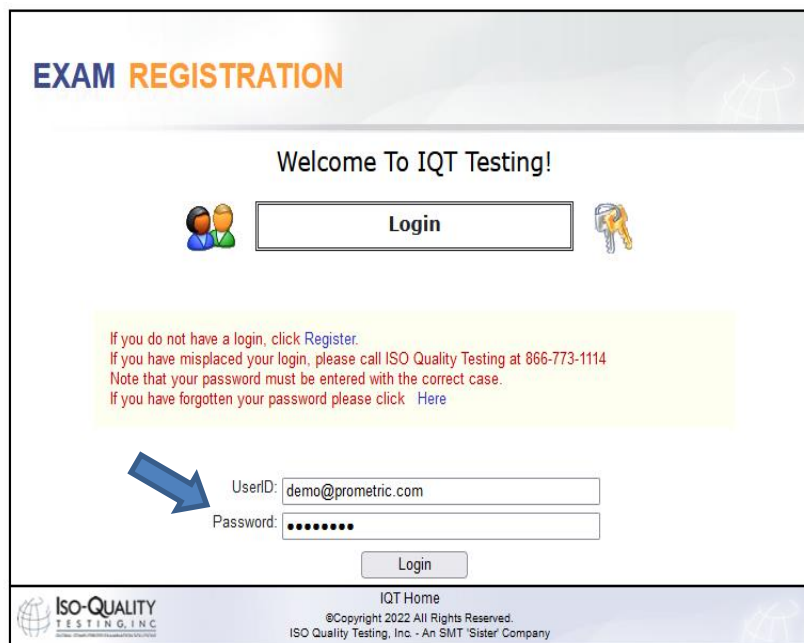 EXAM REGISTRATION
Welcome To IQT Testing!
Login
If you do not have a login, click Register.
If you have misplaced your login, please call ISO Quality Testing at 866-773-1114
Note that your password must be entered with the correct case.
If you have forgotten your password please click Here
UserID: demo@prometric.com
Password: ●●●●●●●●
Login
IQT Home
©Copyright 2022 All Rights Reserved.
ISO Quality Testing, Inc. - An SMT 'Sister' Company
ISO-QUALITY
TESTING, INC